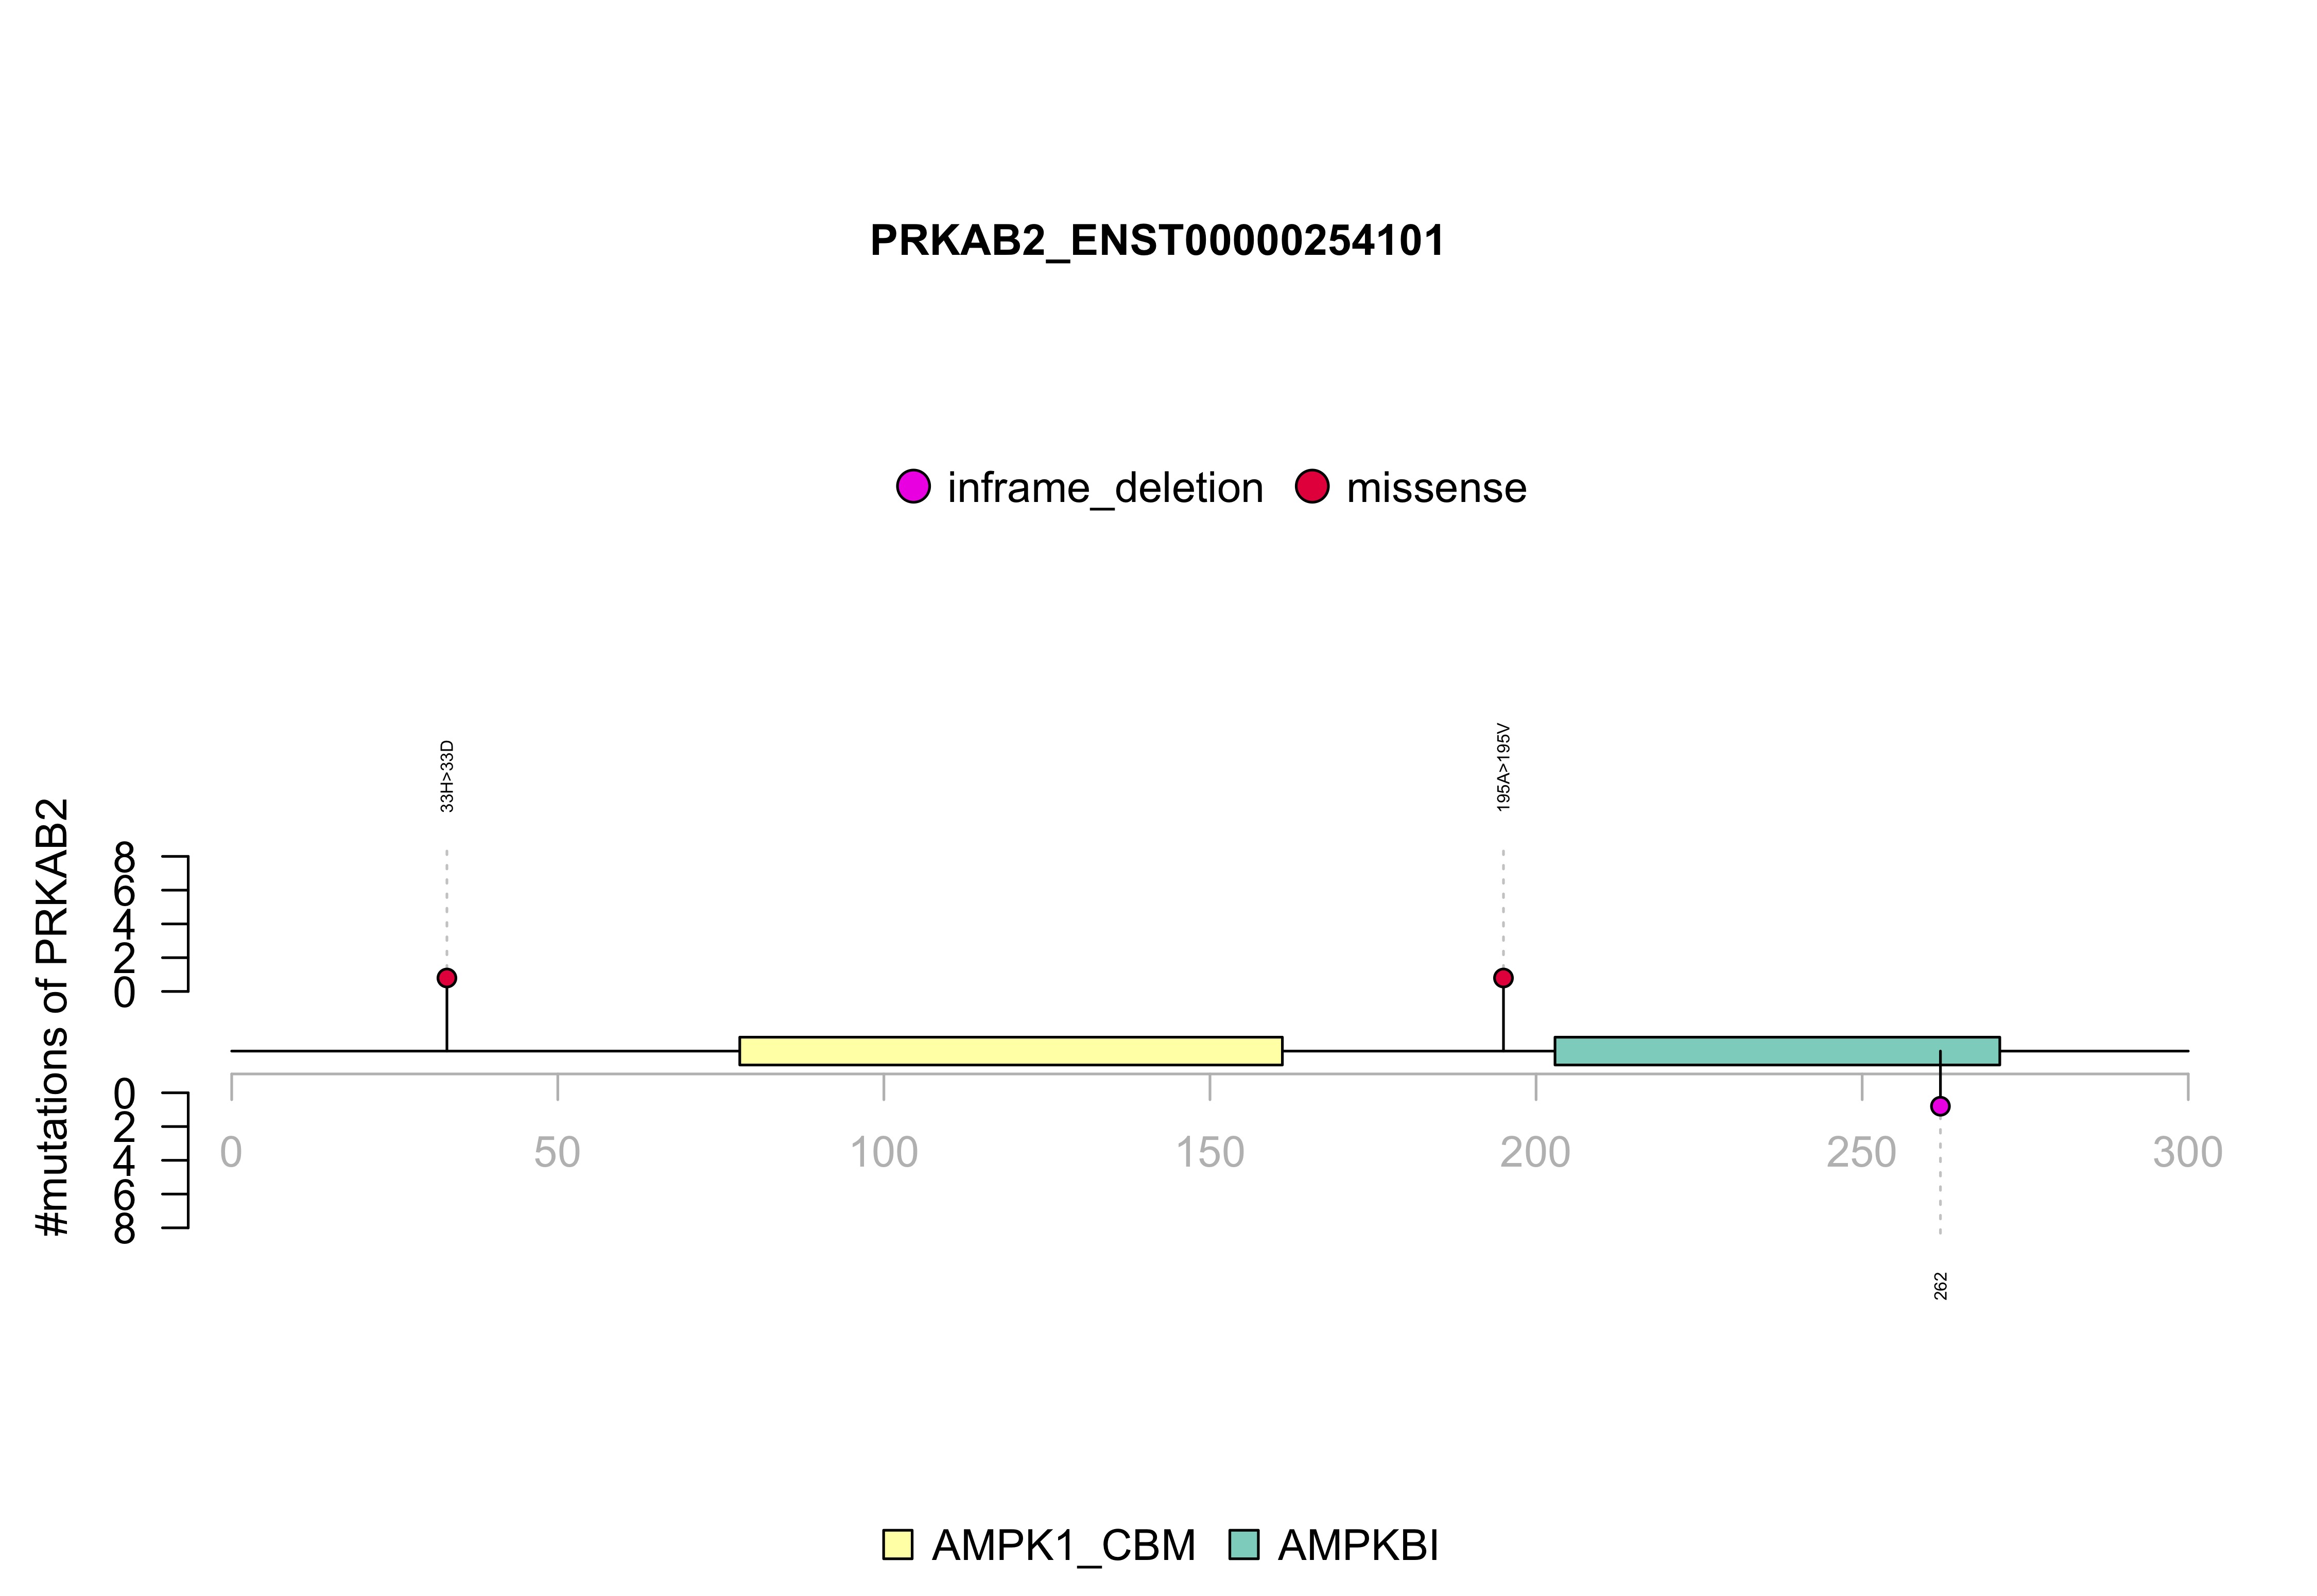 PRKAB2_ENST00000254101
inframe_deletion missense
33H>33D
195A>195V
#mutations of PRKAB2
8
6
4
2
0
0
2
4
6
8
0 50 100 150 200 250 300
262
AMPK1_CBM AMPKBI